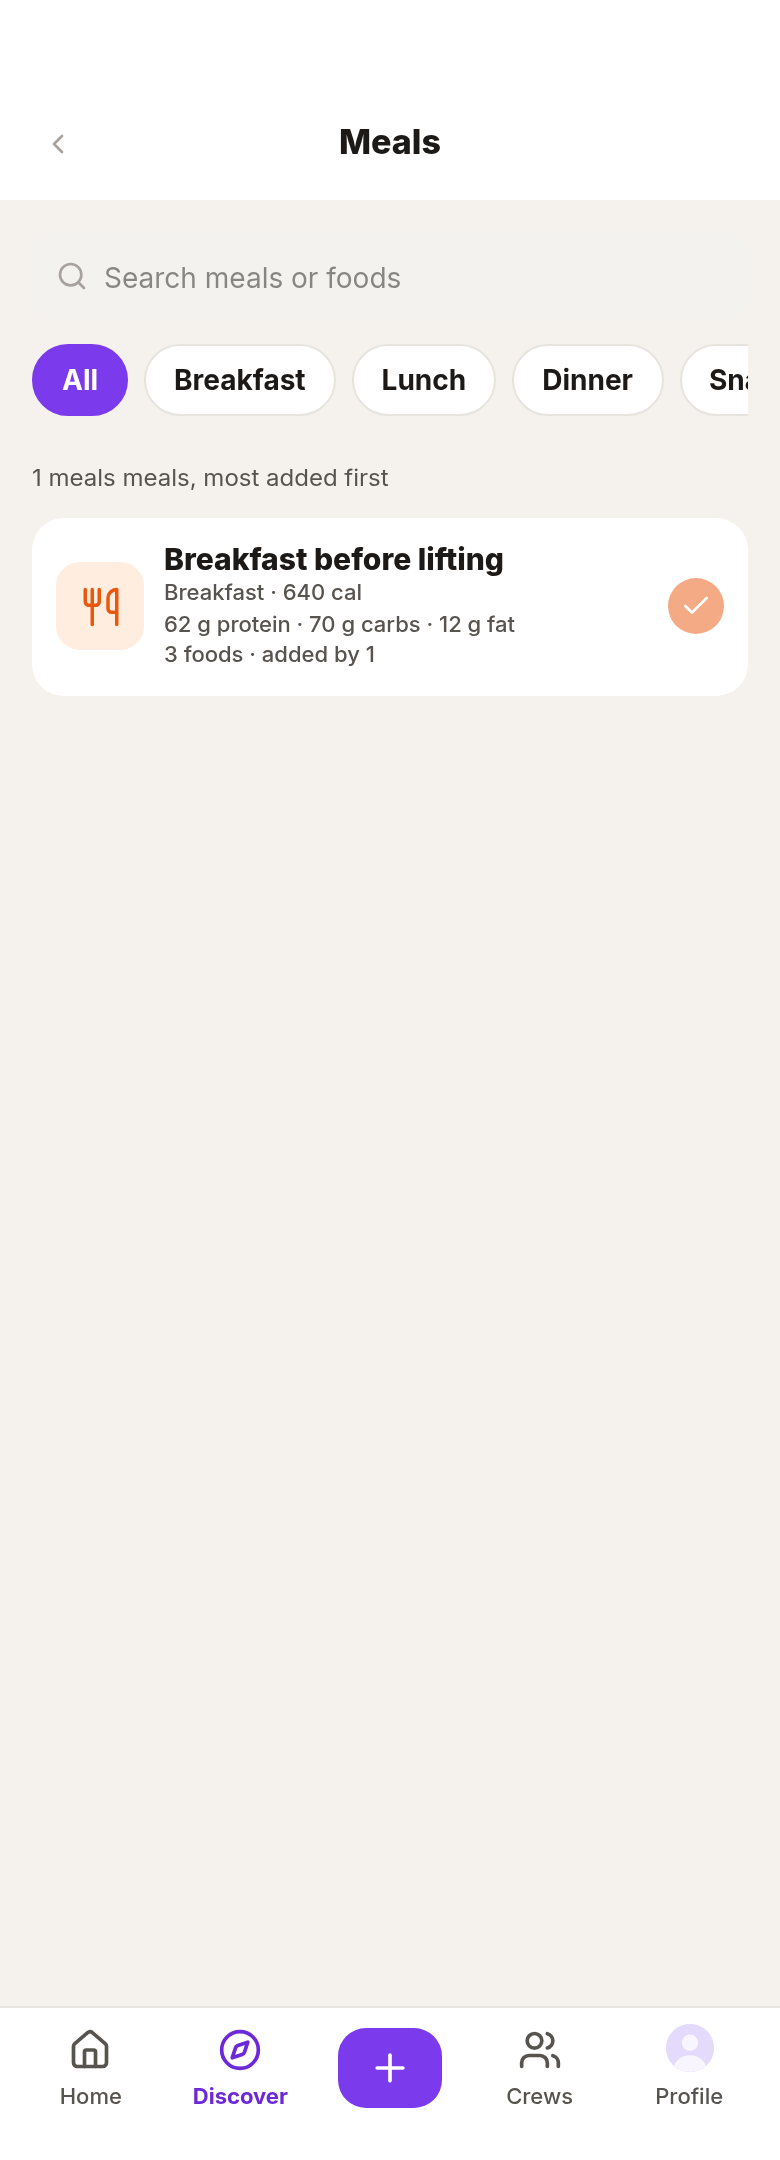 Meals
Search meals or foods
All
Breakfast
Lunch
Dinner
1 meals meals, most added first
Breakfast before lifting
Breakfast · 640 cal
62 g protein · 70 g carbs · 12 g fat
3 foods · added by 1
Home
Discover
Crews
Profile